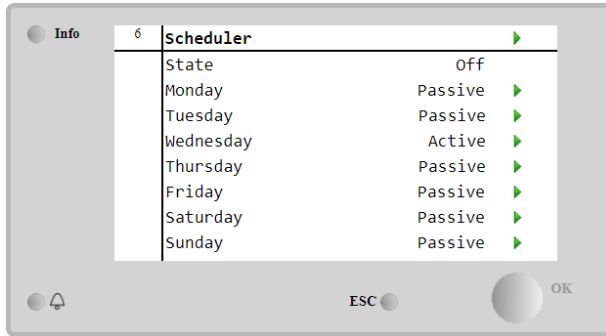 Info
6 Scheduler
State Off
Monday Passive
Tuesday Passive
Wednesday Active
Thursday Passive
Friday Passive
Saturday Passive
Sunday Passive
ESC OK